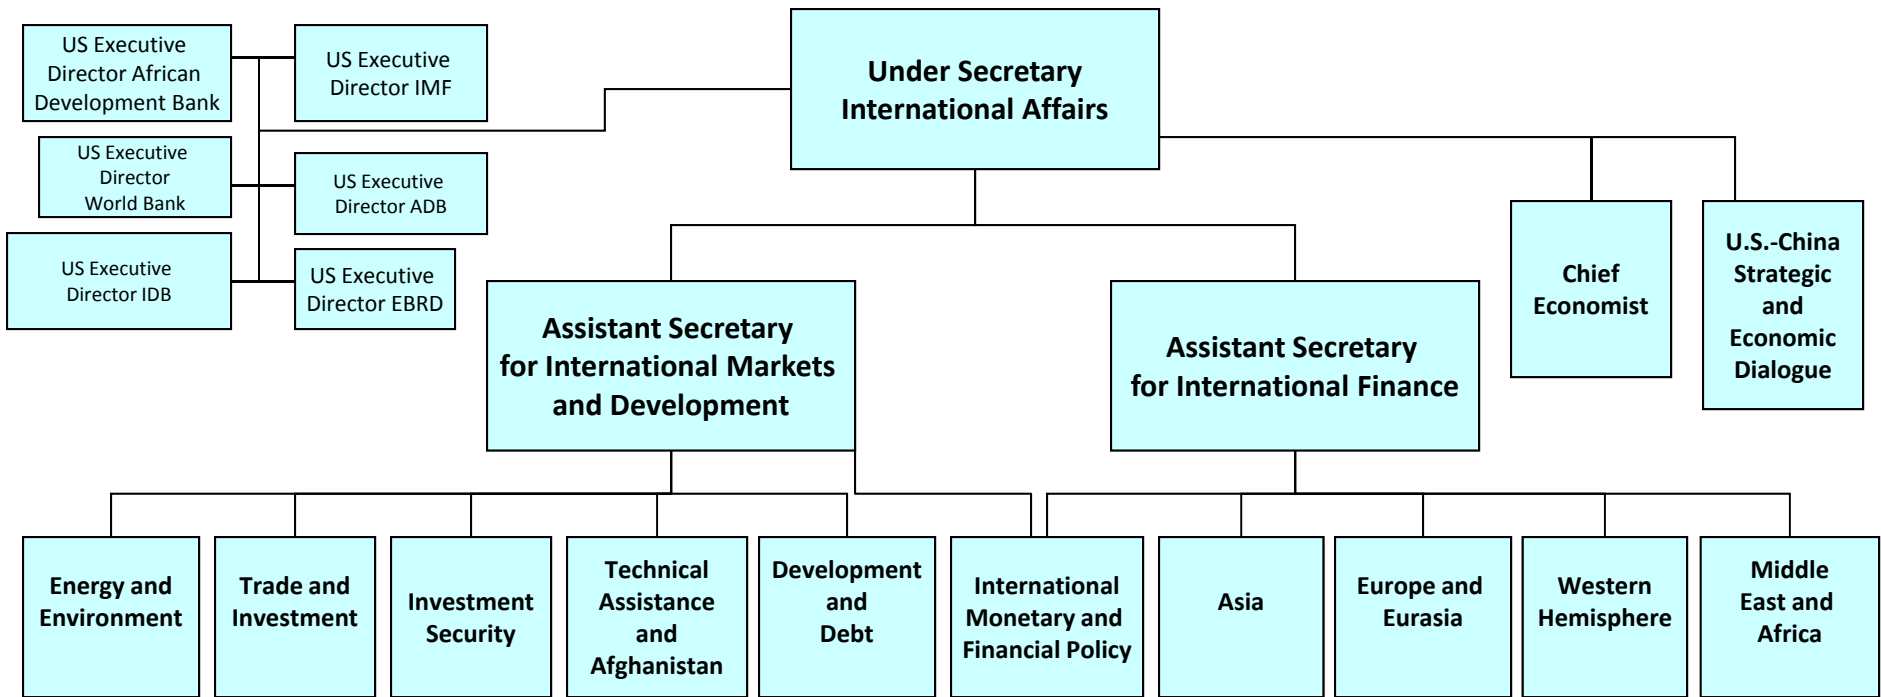 US Executive
Director African
Development Bank
US Executive
Director IMF
US Executive
Director
World Bank
US Executive
Director ADB
US Executive
Director IDB
US Executive
Director EBRD
Under Secretary
International Affairs
Chief
Economist
U.S.-China
Strategic
and
Economic
Dialogue
Assistant Secretary
for International Markets
and Development
Assistant Secretary
for International Finance
Energy and
Environment
Trade and
Investment
Investment
Security
Technical
Assistance
and
Afghanistan
Development
and
Debt
International
Monetary and
Financial Policy
Asia
Europe and
Eurasia
Western
Hemisphere
Middle
East and
Africa